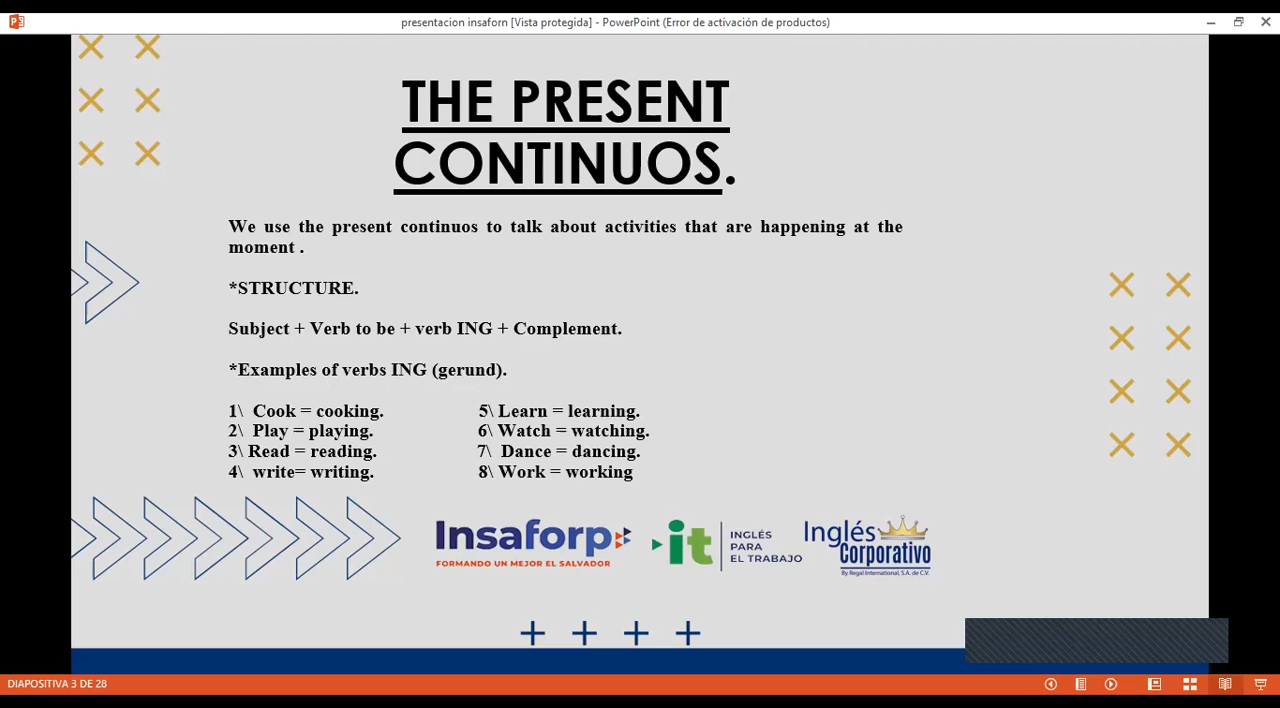 presentacion insaforn [Vista protegida] - PowerPoint (Error de activación de productos)
THE PRESENT
CONTINUOS.
We use the present continuos to talk about activities that are happening at the
moment .
*STRUCTURE.
Subject + Verb to be + verb ING + Complement.
*Examples of verbs ING (gerund).
1\ Cook = cooking.
2\ Play = playing.
3\ Read = reading.
4\ write= writing.
5\ Learn = learning.
6\ Watch = watching.
7\ Dance = dancing.
8\ Work = working
Insaforp
FORMANDO UN MEJOR EL SALVADOR
it
INGLÉS
PARA
EL TRABAJO
Inglés
Corporativo
By Regal International, S.A. de C.V.
DIAPOSITIVA 3 DE 28